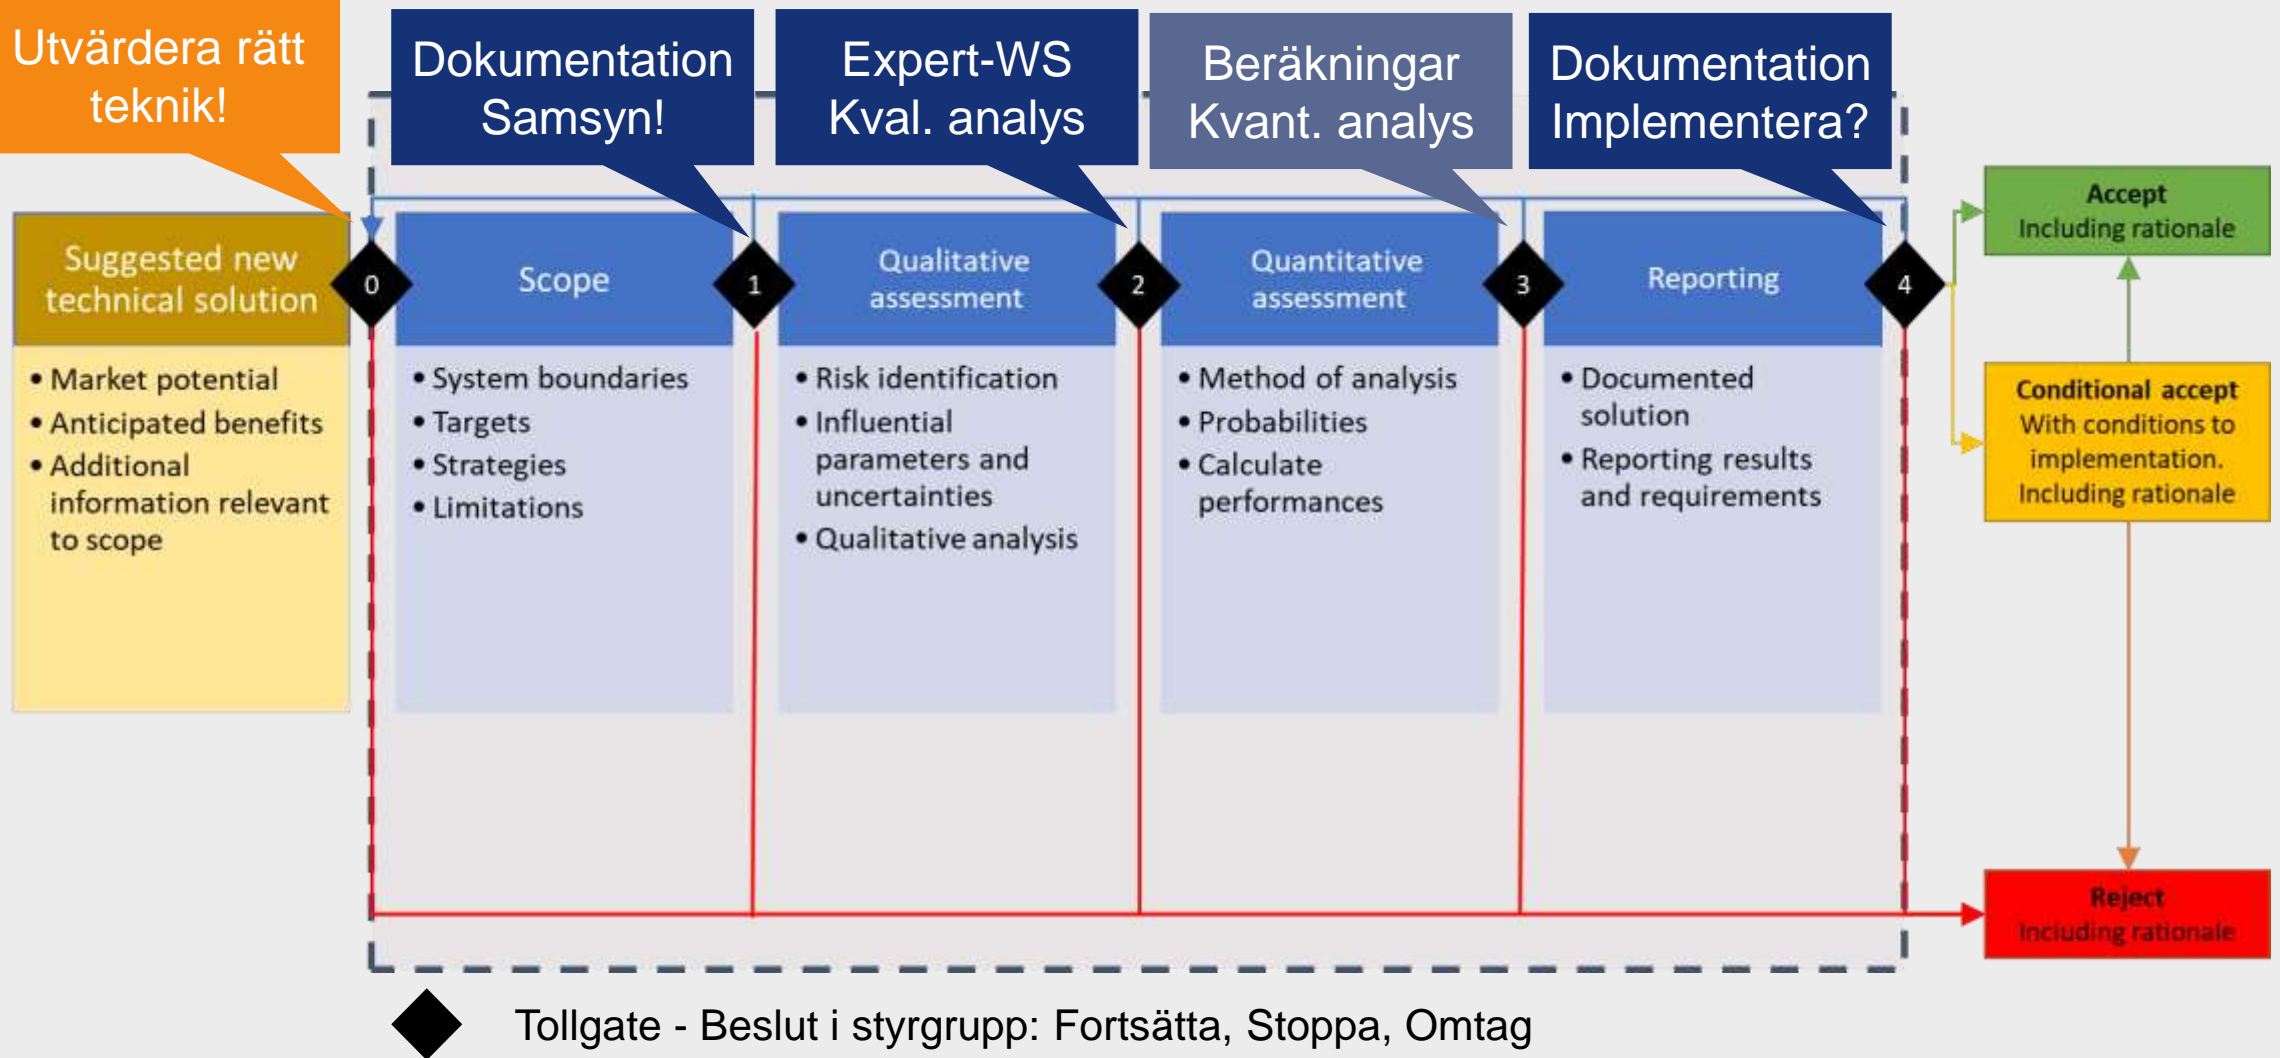 Utvärdera rätt
teknik!
Dokumentation
Samsyn!
Expert-WS
Kval. analys
Beräkningar
Kvant. analys
Dokumentation
Implementera?
Suggested new
technical solution
• Market potential
• Anticipated benefits
• Additional
information relevant
to scope
0
Scope
• System boundaries
• Targets
• Strategies
• Limitations
1
Qualitative
assessment
• Risk identification
• Influential
parameters and
uncertainties
• Qualitative analysis
2
Quantitative
assessment
• Method of analysis
• Probabilities
• Calculate
performances
3
Reporting
• Documented
solution
• Reporting results
and requirements
4
Accept
Including rationale
Conditional accept
With conditions to
implementation.
Including rationale
Reject
Including rationale
Tollgate - Beslut i styrgrupp: Fortsätta, Stoppa, Omtag